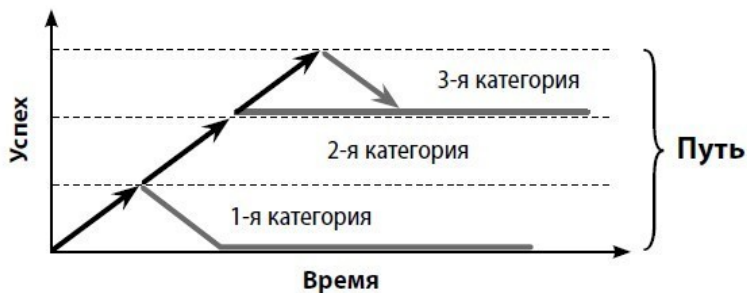 Успех
3-я категория
2-я категория
1-я категория
Путь
Время